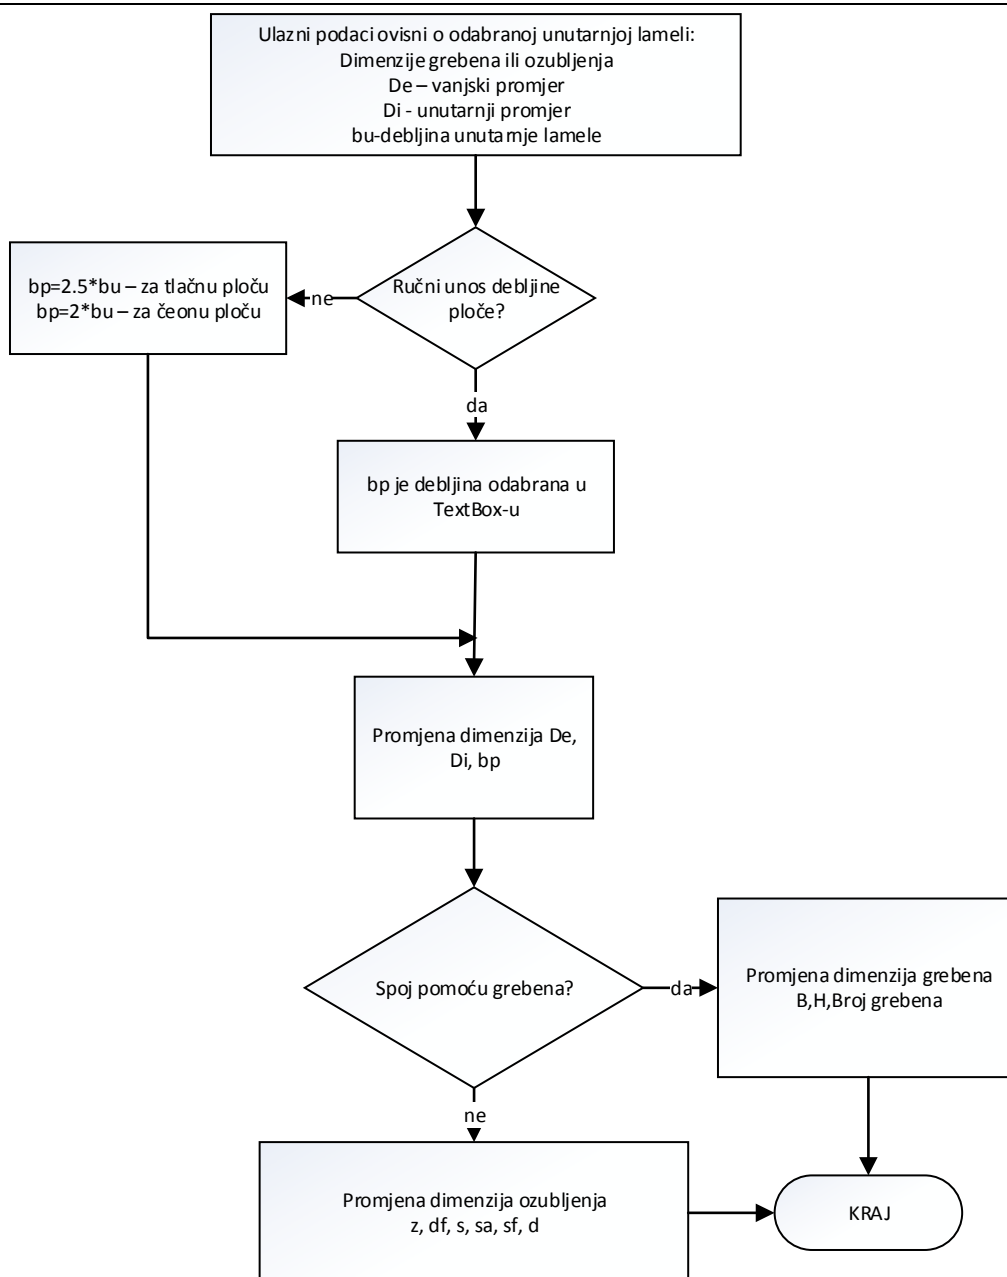 Ulazni podaci ovisni o odabranoj unutarnjoj lameli:
Dimenzije grebena ili ozubljenja
De – vanjski promjer
Di - unutarnji promjer
bu-debljina unutarnje lamele
Ručni unos debljine
ploče?
ne
bp=2.5*bu – za tlačnu ploču
bp=2*bu – za čeonu ploču
da
bp je debljina odabrana u
TextBox-u
Promjena dimenzija De,
Di, bp
Spoj pomoću grebena?
da
Promjena dimenzija grebena
B,H,Broj grebena
ne
Promjena dimenzija ozubljenja
z, df, s, sa, sf, d
KRAJ